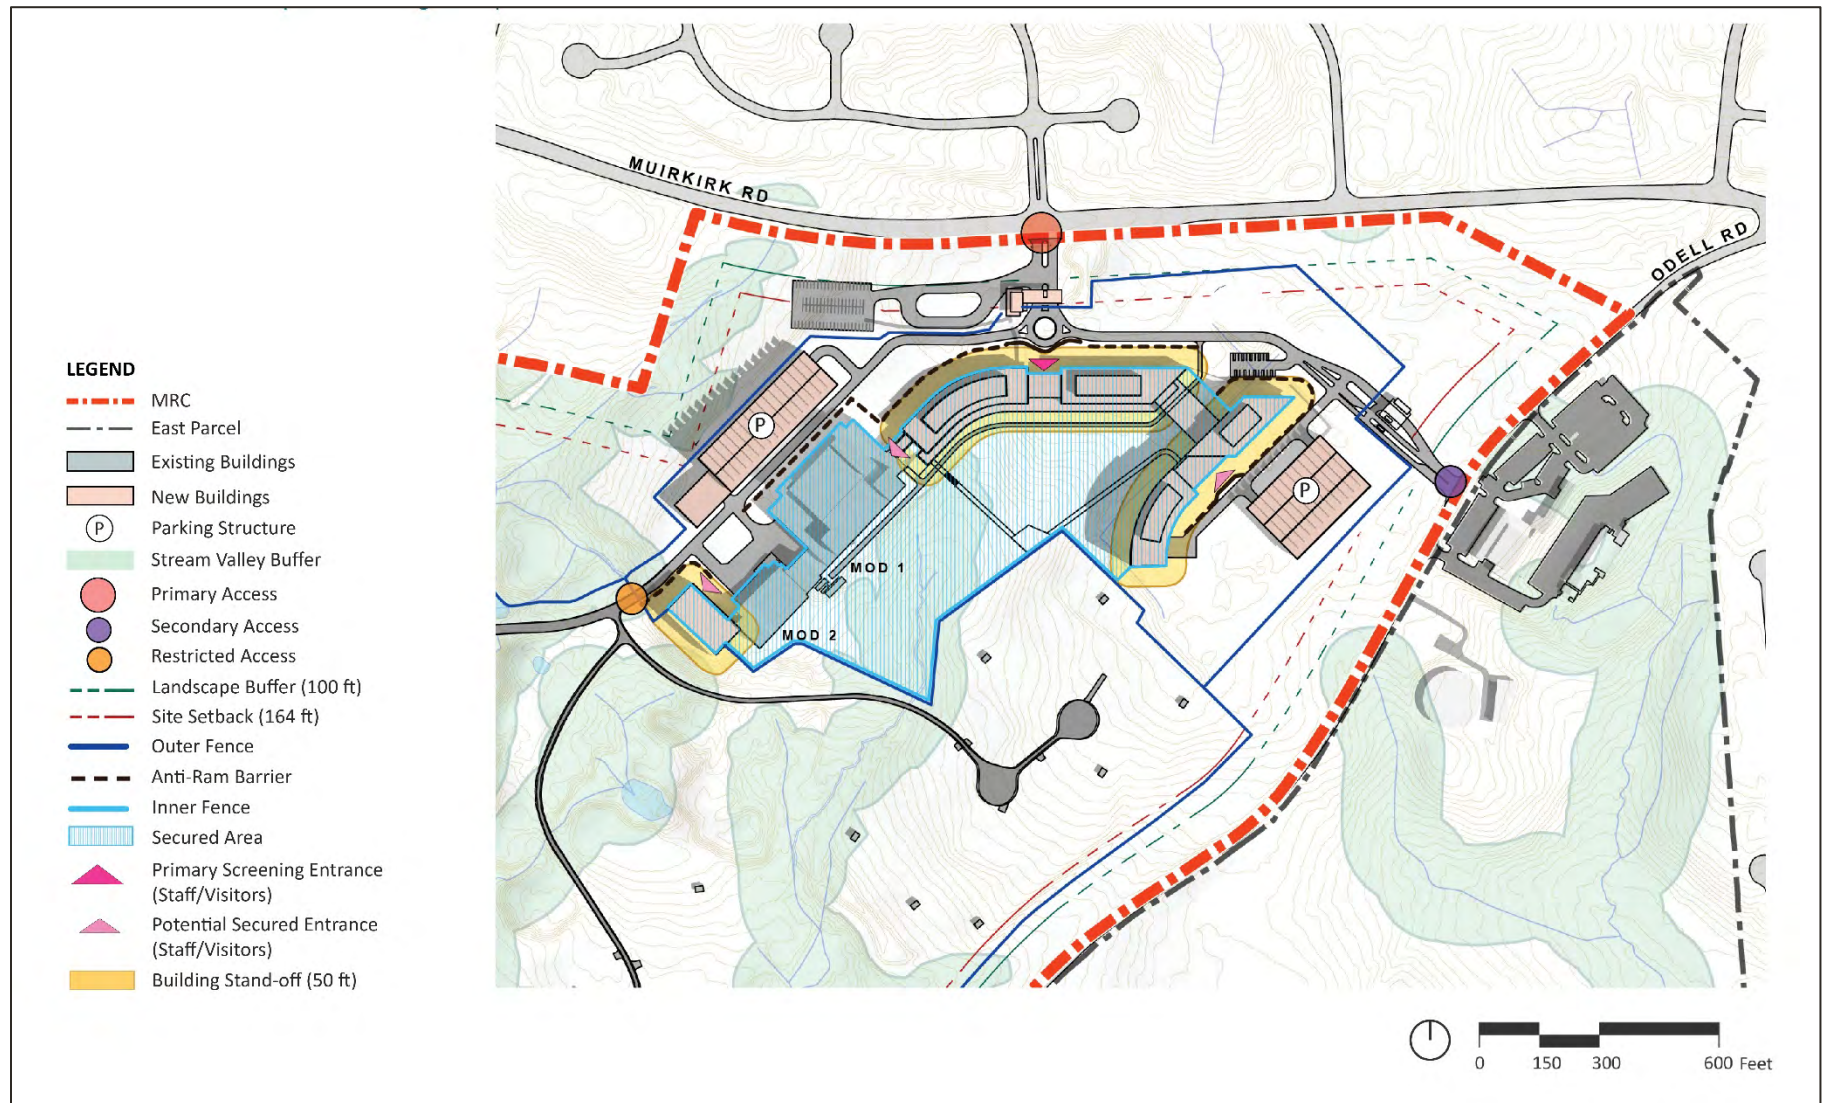 MUIRKIRK RD
ODELL RD
P
P
MOD 1
MOD 2
LEGEND
MRC
East Parcel
Existing Buildings
New Buildings
P Parking Structure
Stream Valley Buffer
Primary Access
Secondary Access
Restricted Access
Landscape Buffer (100 ft)
Site Setback (164 ft)
Outer Fence
Anti-Ram Barrier
Inner Fence
Secured Area
Primary Screening Entrance
(Staff/Visitors)
Potential Secured Entrance
(Staff/Visitors)
Building Stand-off (50 ft)
0 150 300 600 Feet